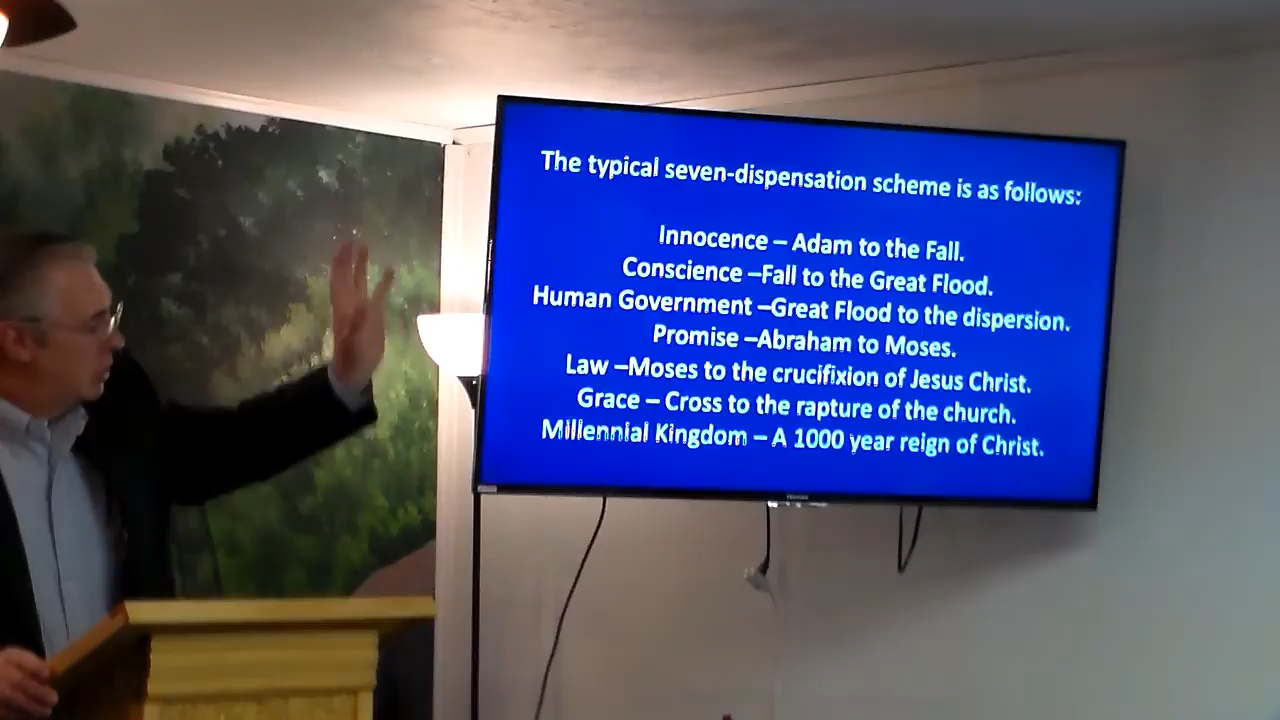 The typical seven-dispensation scheme is as follows:
Innocence – Adam to the Fall.
Conscience –Fall to the Great Flood.
Human Government –Great Flood to the dispersion.
Promise –Abraham to Moses.
Law –Moses to the crucifixion of Jesus Christ.
Grace – Cross to the rapture of the church.
Millennial Kingdom – A 1000 year reign of Christ.